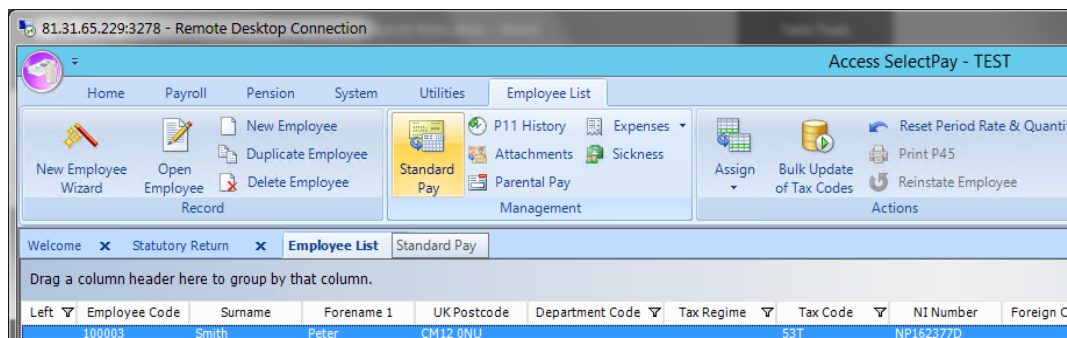 81.31.65.229:3278 - Remote Desktop Connection
Access SelectPay - TEST
Home Payroll Pension System Utilities Employee List
New Employee Wizard
Open Employee
New Employee
Duplicate Employee
Delete Employee
Record
Standard Pay
P11 History
Attachments
Parental Pay
Expenses
Sickness
Management
Assign
Bulk Update of Tax Codes
Reset Period Rate & Quanti
Print P45
Reinstate Employee
Actions
Welcome x Statutory Return x Employee List Standard Pay
Drag a column header here to group by that column.
Left Employee Code Surname Forename 1 UK Postcode Department Code Tax Regime Tax Code NI Number Foreign C
100003 Smith Peter CM12 0NU 53T NP162377D